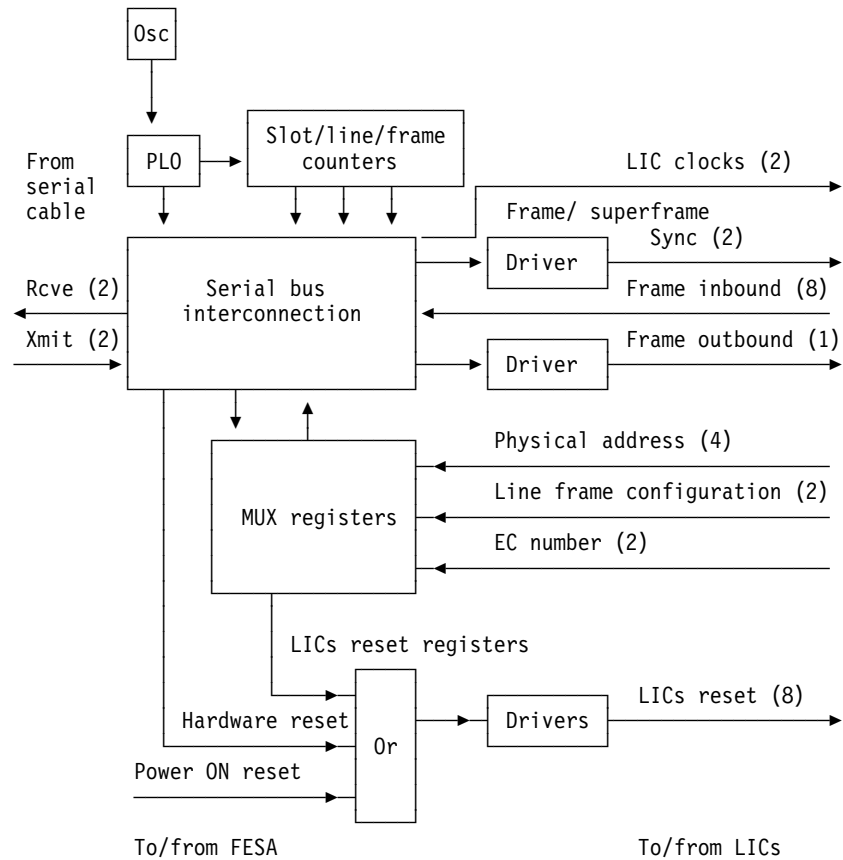 Osc
Slot/line/frame
counters
PLO
From
serial
cable
LIC clocks (2)
Frame/ superframe
Sync (2)
Driver
Rcve (2)
Serial bus
interconnection
Frame inbound (8)
Xmit (2)
Frame outbound (1)
Driver
Physical address (4)
Line frame configuration (2)
MUX registers
EC number (2)
LICs reset registers
LICs reset (8)
Hardware reset
Or
Drivers
Power ON reset
To/from FESA
To/from LICs